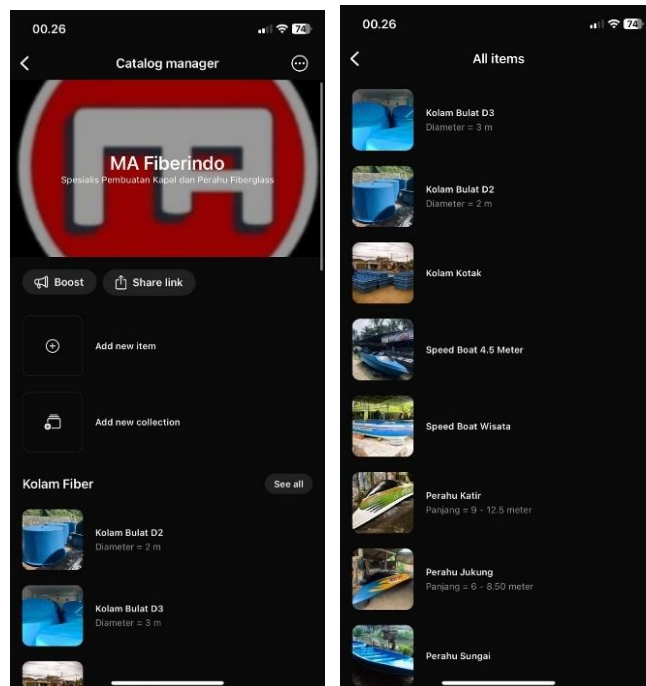 00.26
74
Catalog manager
MA Fiberindo
Spesialis Pembuatan Kapal dan Perahu Fiberglass
Boost
Share link
Add new item
Add new collection
Kolam Fiber
See all
Kolam Bulat D2
Diameter = 2 m
Kolam Bulat D3
Diameter = 3 m
00.26
74
All items
Kolam Bulat D3
Diameter = 3 m
Kolam Bulat D2
Diameter = 2 m
Kolam Kotak
Speed Boat 4.5 Meter
Speed Boat Wisata
Perahu Katir
Panjang = 9 - 12.5 meter
Perahu Jukung
Panjang = 6 - 8.50 meter
Perahu Sungai